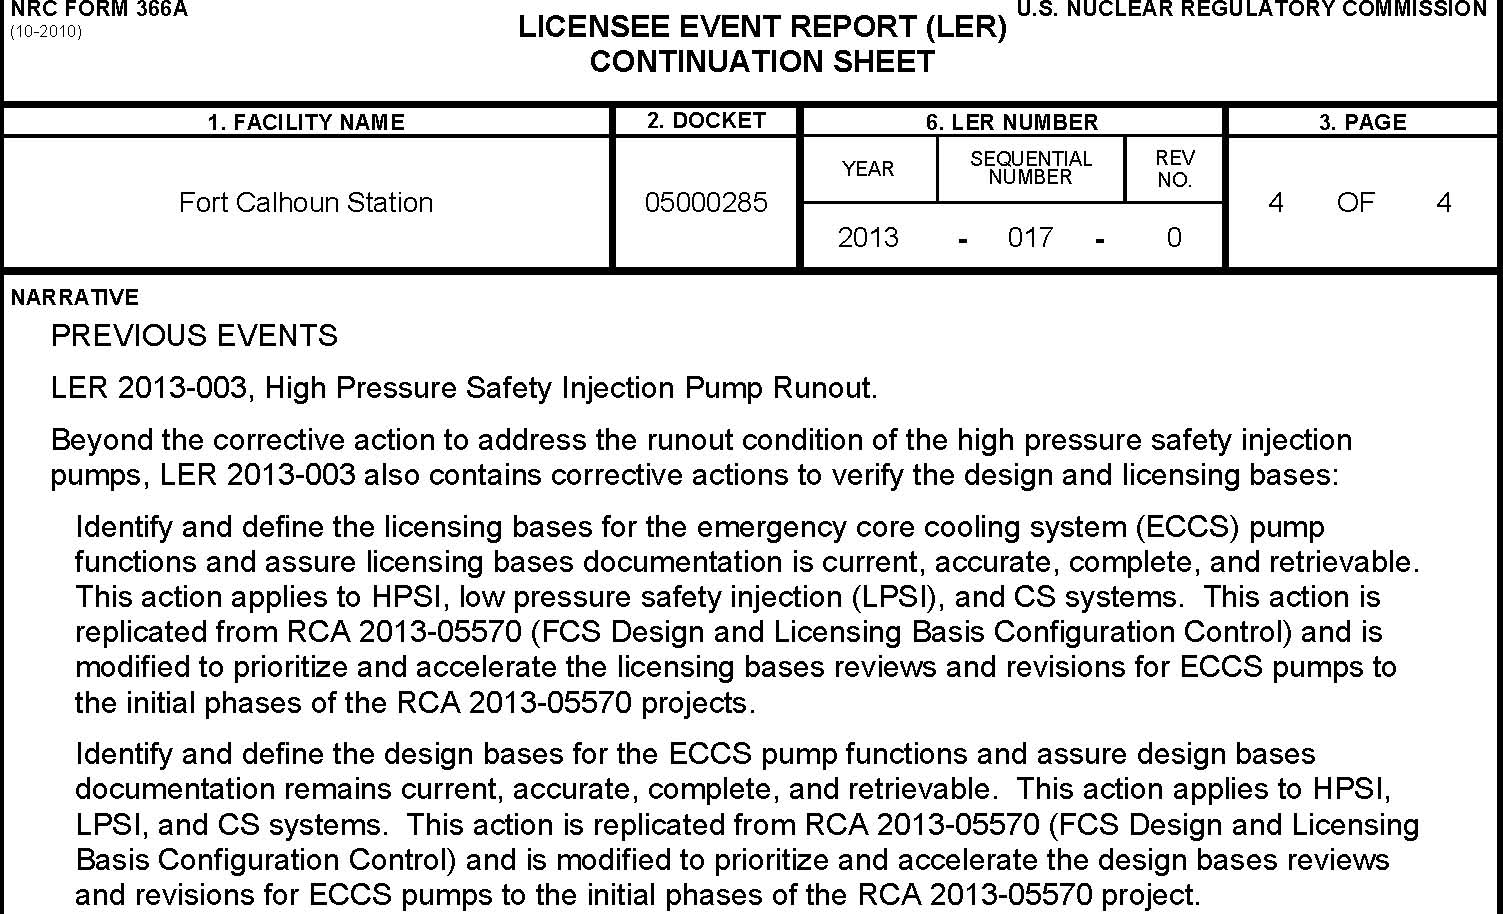 NRC FORM 366A
(10-2010)
U.S. NUCLEAR REGULATORY COMMISSION
LICENSEE EVENT REPORT (LER)
CONTINUATION SHEET
1. FACILITY NAME
2. DOCKET
6. LER NUMBER
3. PAGE
Fort Calhoun Station
05000285
YEAR
SEQUENTIAL
NUMBER
REV
NO.
2013 - 017 - 0
4 OF 4
NARRATIVE
PREVIOUS EVENTS
LER 2013-003, High Pressure Safety Injection Pump Runout.
Beyond the corrective action to address the runout condition of the high pressure safety injection
pumps, LER 2013-003 also contains corrective actions to verify the design and licensing bases:
Identify and define the licensing bases for the emergency core cooling system (ECCS) pump
functions and assure licensing bases documentation is current, accurate, complete, and retrievable.
This action applies to HPSI, low pressure safety injection (LPSI), and CS systems.  This action is
replicated from RCA 2013-05570 (FCS Design and Licensing Basis Configuration Control) and is
modified to prioritize and accelerate the licensing bases reviews and revisions for ECCS pumps to
the initial phases of the RCA 2013-05570 projects.
Identify and define the design bases for the ECCS pump functions and assure design bases
documentation remains current, accurate, complete, and retrievable.  This action applies to HPSI,
LPSI, and CS systems.  This action is replicated from RCA 2013-05570 (FCS Design and Licensing
Basis Configuration Control) and is modified to prioritize and accelerate the design bases reviews
and revisions for ECCS pumps to the initial phases of the RCA 2013-05570 project.